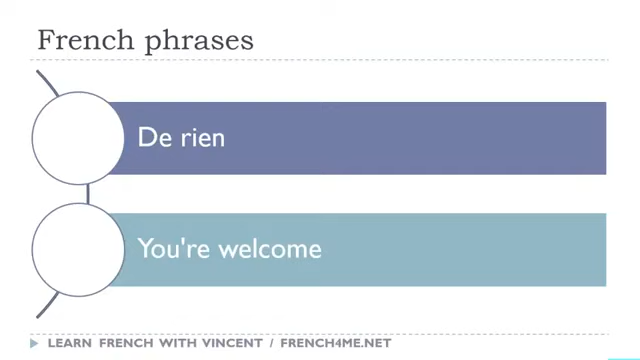 French phrases
De rien
You're welcome
LEARN FRENCH WITH VINCENT / FRENCH4ME.NET